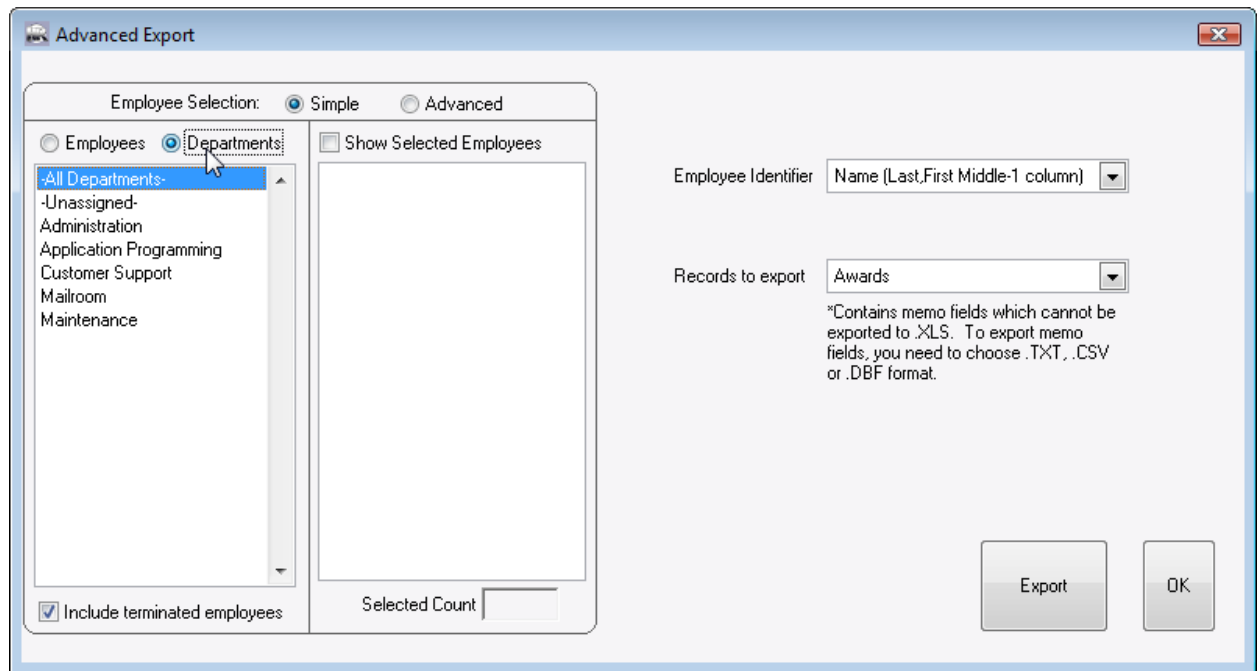 Advanced Export
Employee Selection: Simple Advanced
Employees Departments
Show Selected Employees
-All Departments-
-Unassigned-
Administration
Application Programming
Customer Support
Mailroom
Maintenance
Include terminated employees
Selected Count
Employee Identifier Name (Last,First Middle-1 column)
Records to export Awards
*Contains memo fields which cannot be
exported to .XLS. To export memo
fields, you need to choose .TXT, .CSV
or .DBF format.
Export
OK